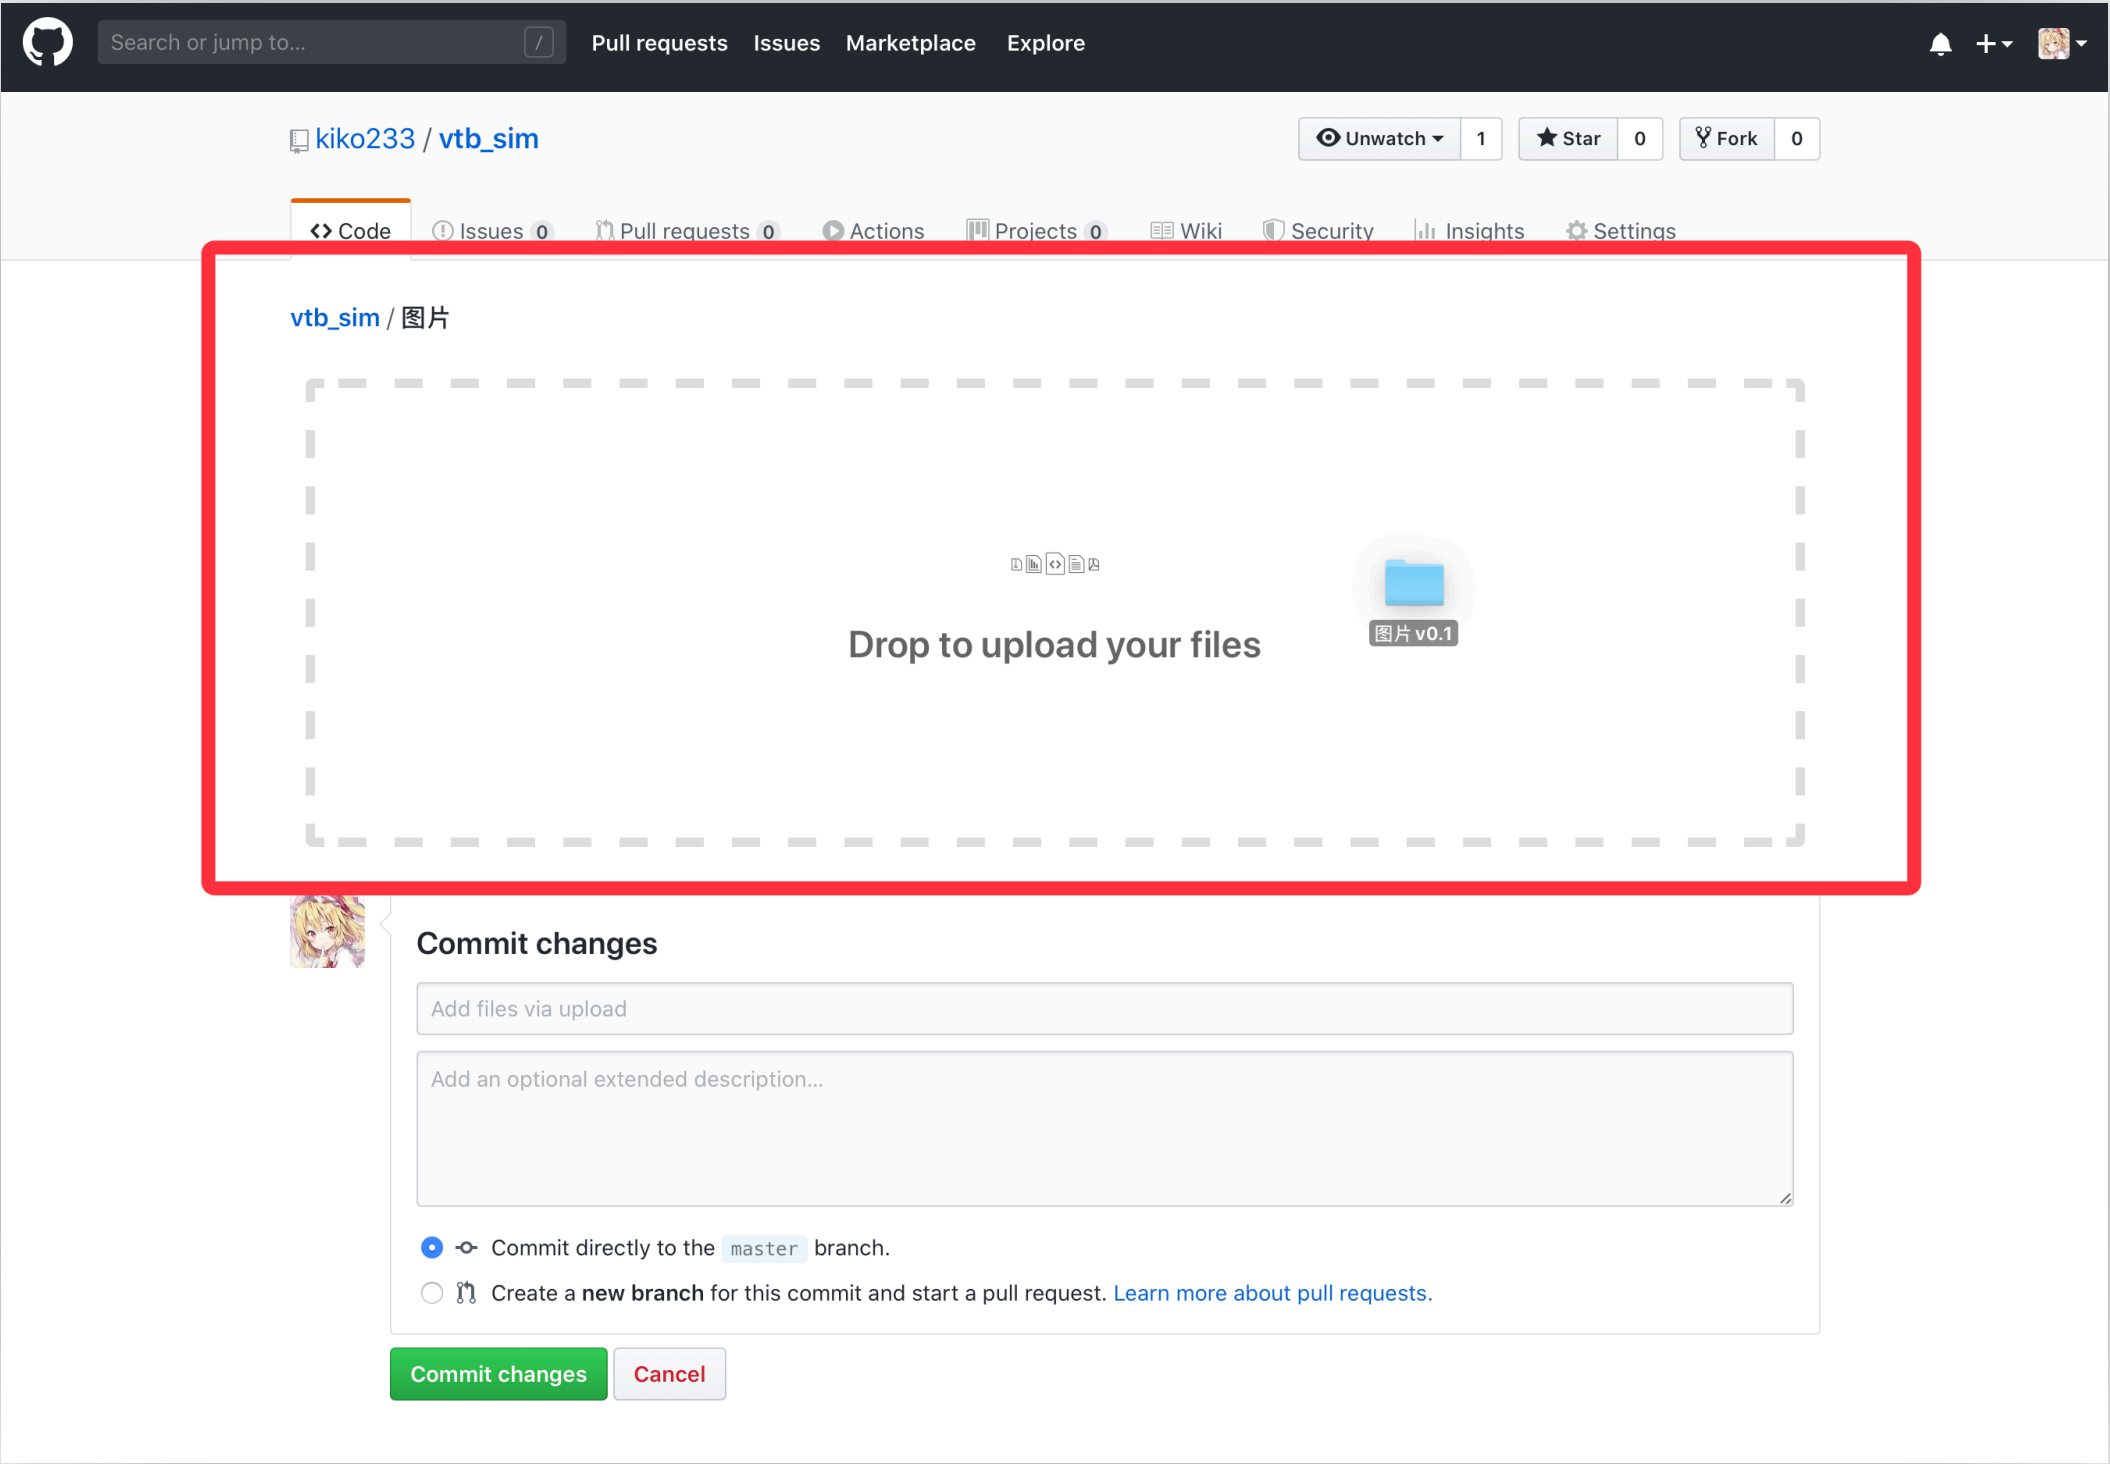 Search or jump to... /
Pull requests Issues Marketplace Explore
kiko233 / vtb_sim
Unwatch 1 Star 0 Fork 0
Code Issues 0 Pull requests 0 Actions Projects 0 Wiki Security Insights Settings
vtb_sim / 图片
图片 v0.1
Drop to upload your files
Commit changes
Add files via upload
Add an optional extended description...
Commit directly to the master branch.
Create a new branch for this commit and start a pull request. Learn more about pull requests.
Commit changes Cancel